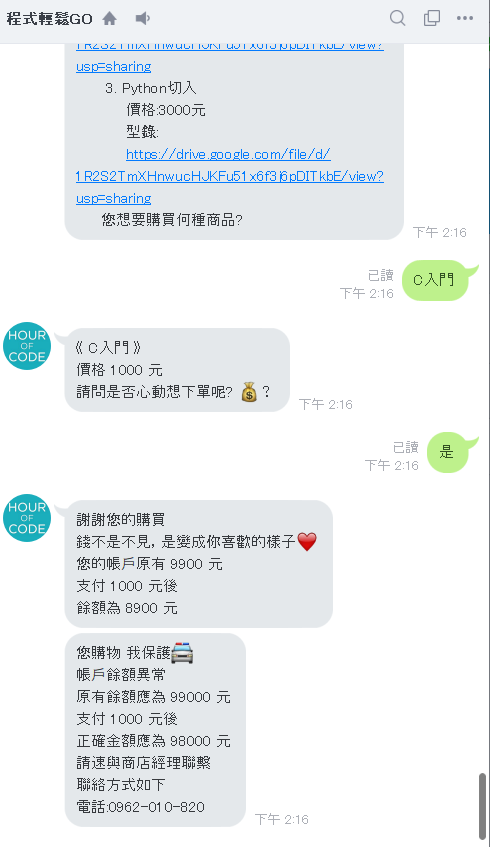 程式輕鬆GO
1R2S2TmXHnwucHJKFu51x6f3J6pDITkbE/view?
usp=sharing
3. Python切入
價格:3000元
型錄:
https://drive.google.com/file/d/
1R2S2TmXHnwucHJKFu51x6f3J6pDITkbE/view?
usp=sharing
您想要購買何種商品?
下午 2:16
已讀
下午 2:16
C入門
HOUR
OF
CODE
《 C入門 》
價格 1000 元
請問是否心動想下單呢? 💰 ?
下午 2:16
已讀
下午 2:16
是
HOUR
OF
CODE
謝謝您的購買
錢不是不見, 是變成你喜歡的樣子❤️
您的帳戶原有 9900 元
支付 1000 元後
餘額為 8900 元
您購物 我保護🚔
帳戶餘額異常
原有餘額應為 99000 元
支付 1000 元後
正確金額應為 98000 元
請速與商店經理聯繫
聯絡方式如下
電話:0962-010-820
下午 2:16